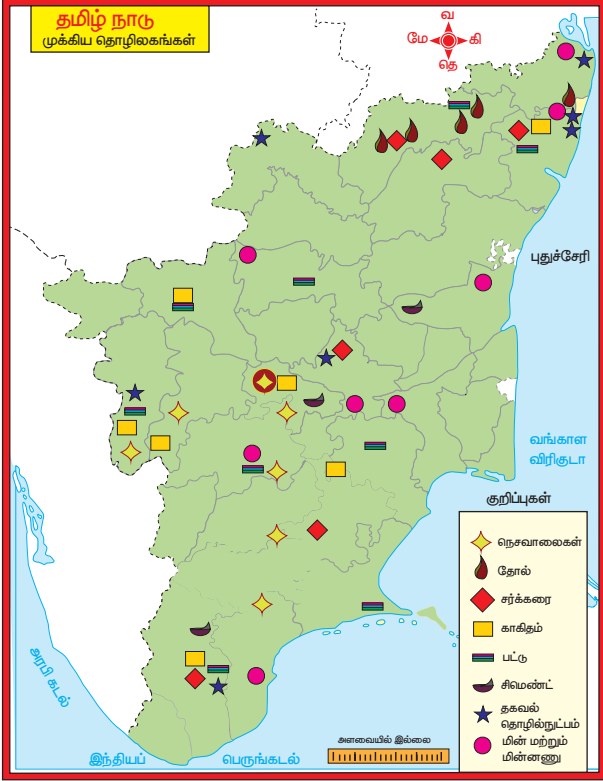 தமிழ் நாடு
முக்கிய தொழிலகங்கள்
வ
மே
கி
தெ
புதுச்சேரி
வங்காள
விரிகுடா
குறிப்புகள்
நெசவாலைகள்
தோல்
சர்க்கரை
காகிதம்
பட்டு
சிமெண்ட்
தகவல்
தொழில்நுட்பம்
மின் மற்றும்
மின்னணு
அரபி கடல்
இந்தியப் பெருங்கடல்
அளவையில் இல்லை